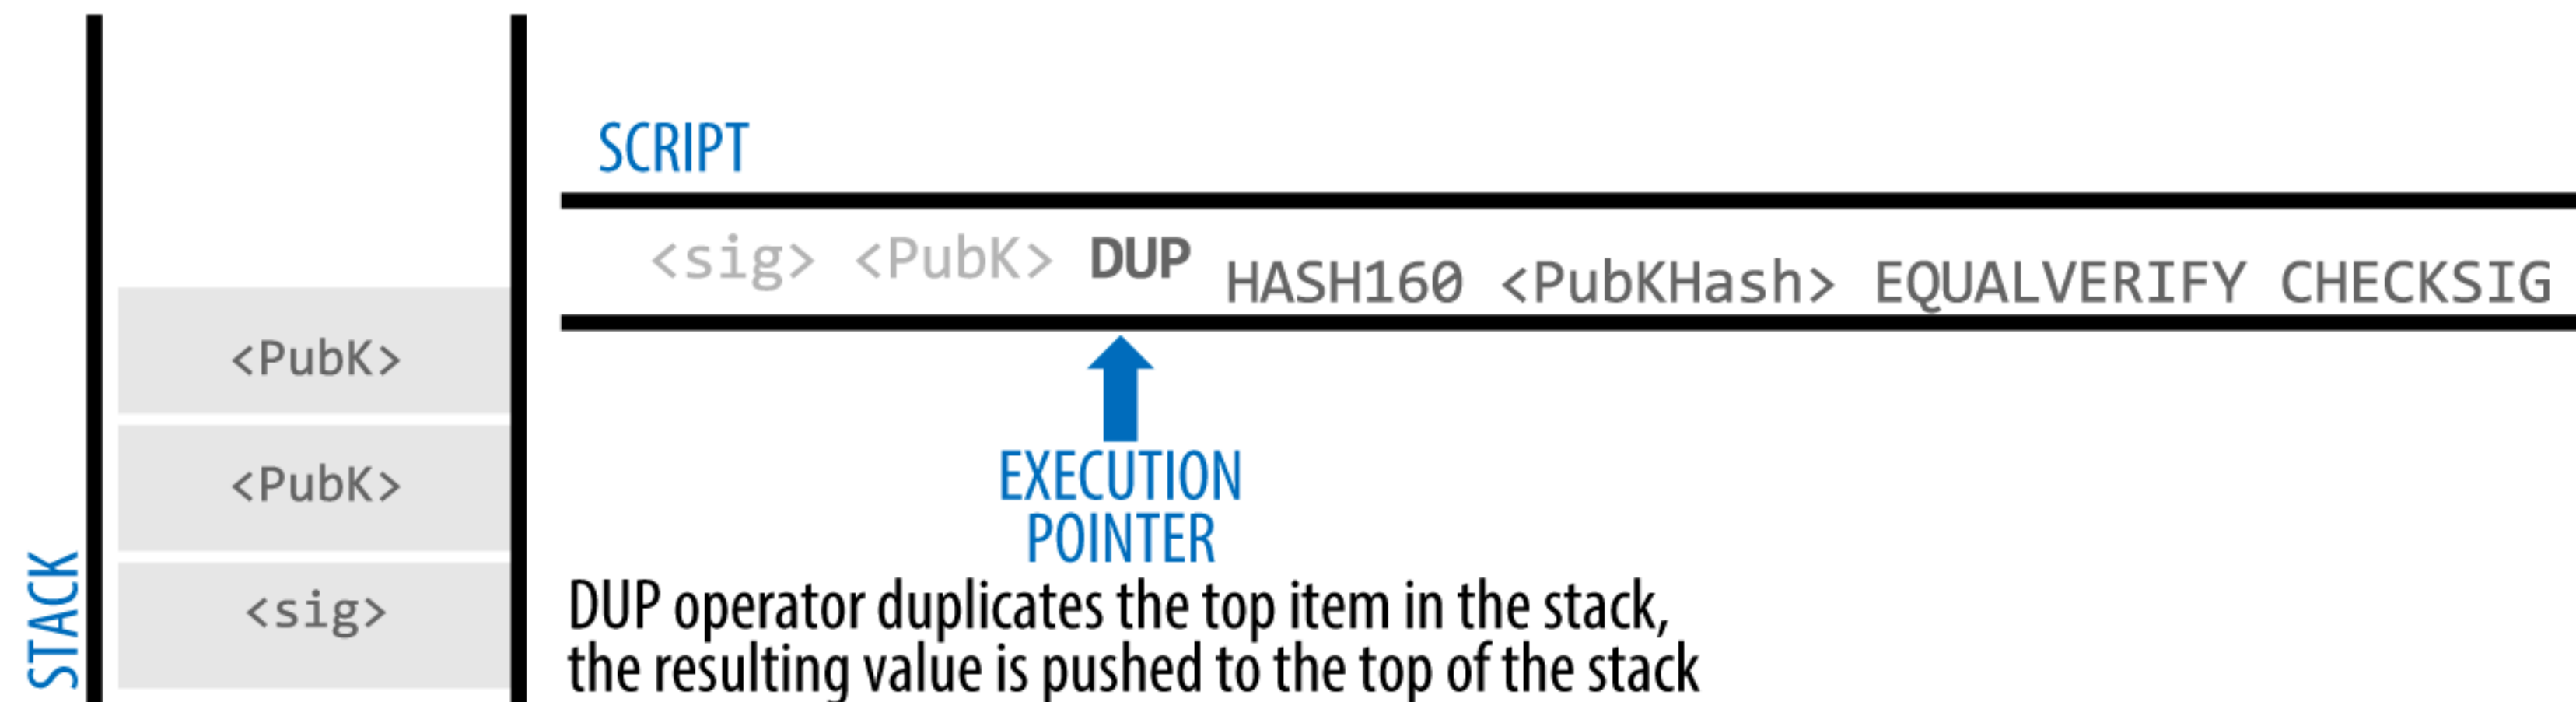 SCRIPT
<sig> <PubK> DUP HASH160 <PubKHash> EQUALVERIFY CHECKSIG
<PubK>
<PubK>
<sig>
STACK
EXECUTION
POINTER
DUP operator duplicates the top item in the stack,
the resulting value is pushed to the top of the stack